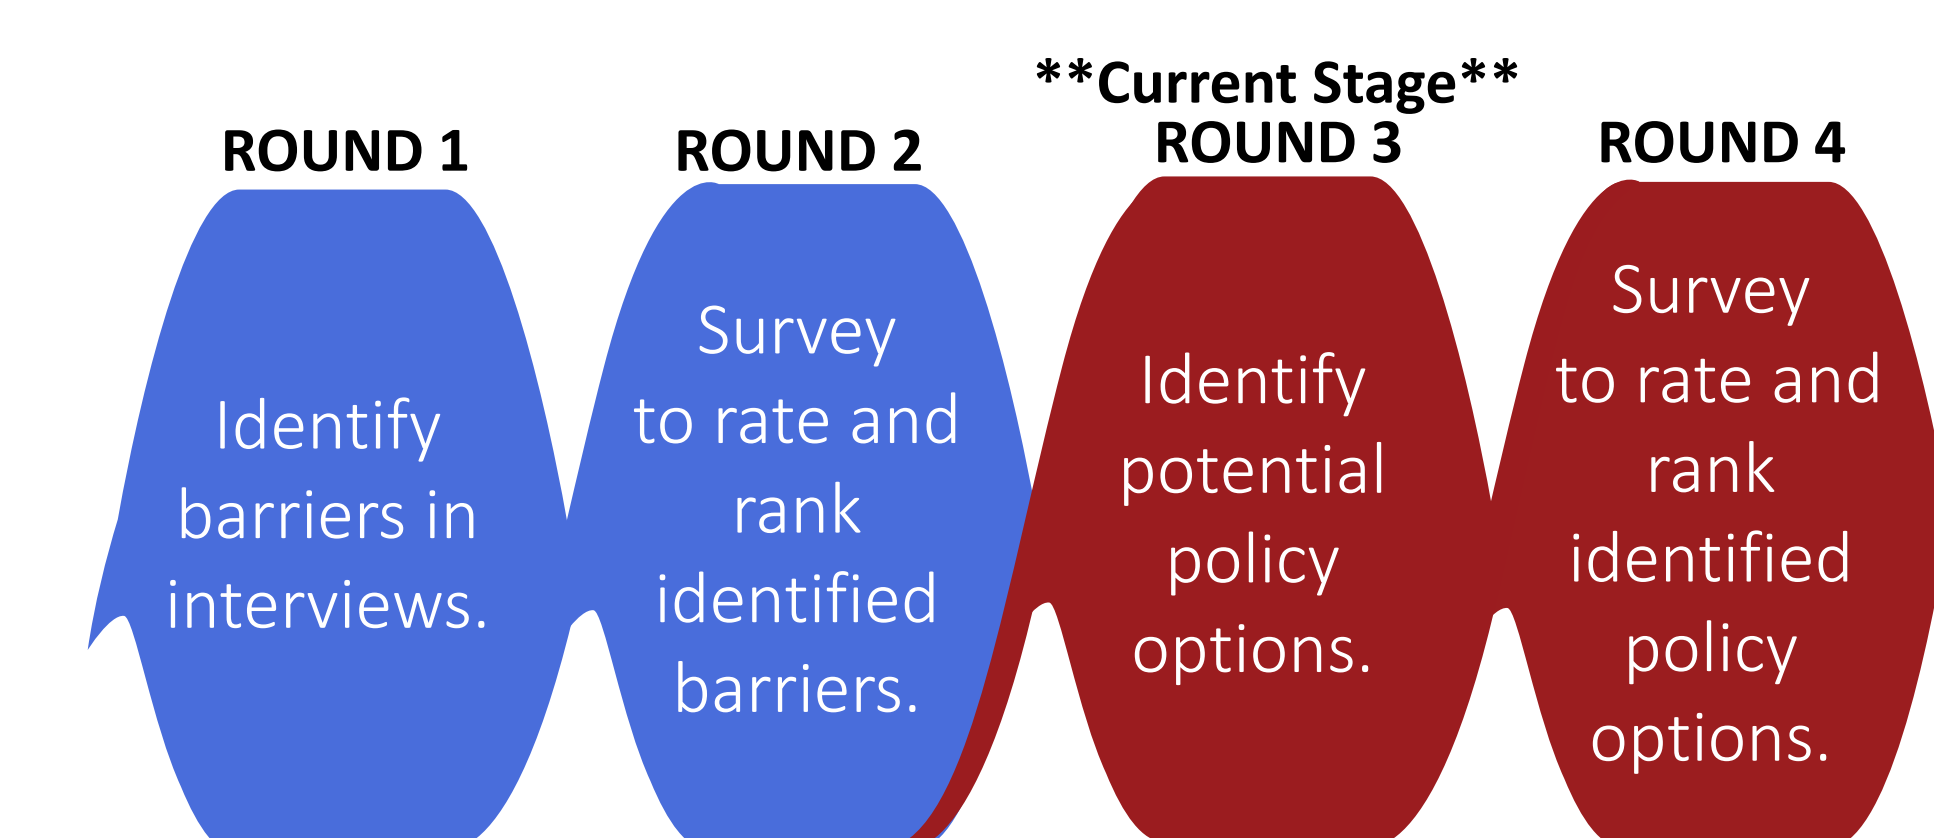 **Current Stage**
ROUND 1
ROUND 2
ROUND 3
ROUND 4
Identify
barriers in
interviews.
Survey
to rate and
rank
identified
barriers.
Identify
potential
policy
options.
Survey
to rate and
rank
identified
policy
options.